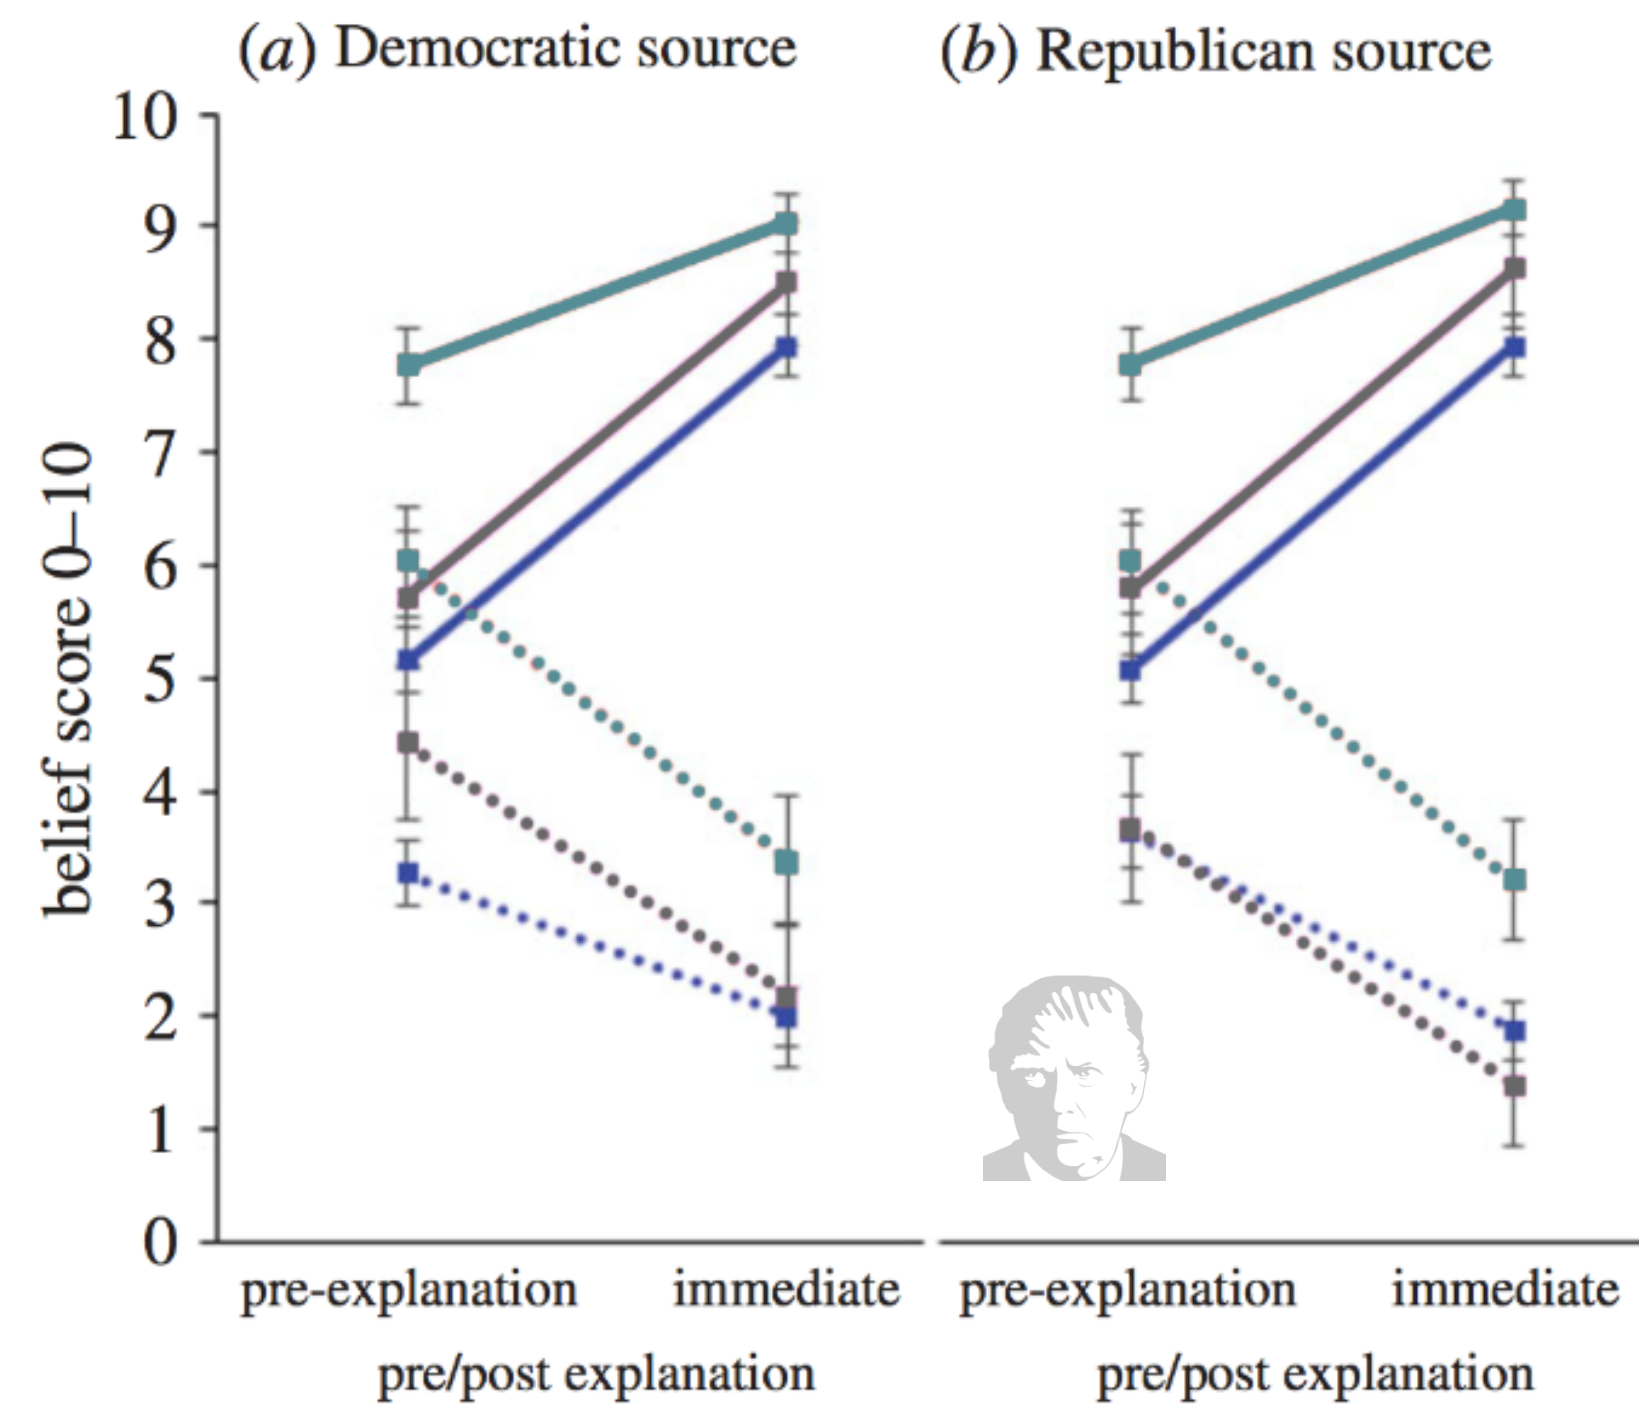 (a) Democratic source
(b) Republican source
belief score 0–10
10
9
8
7
6
5
4
3
2
1
0
pre-explanation immediate
pre-explanation immediate
pre/post explanation
pre/post explanation